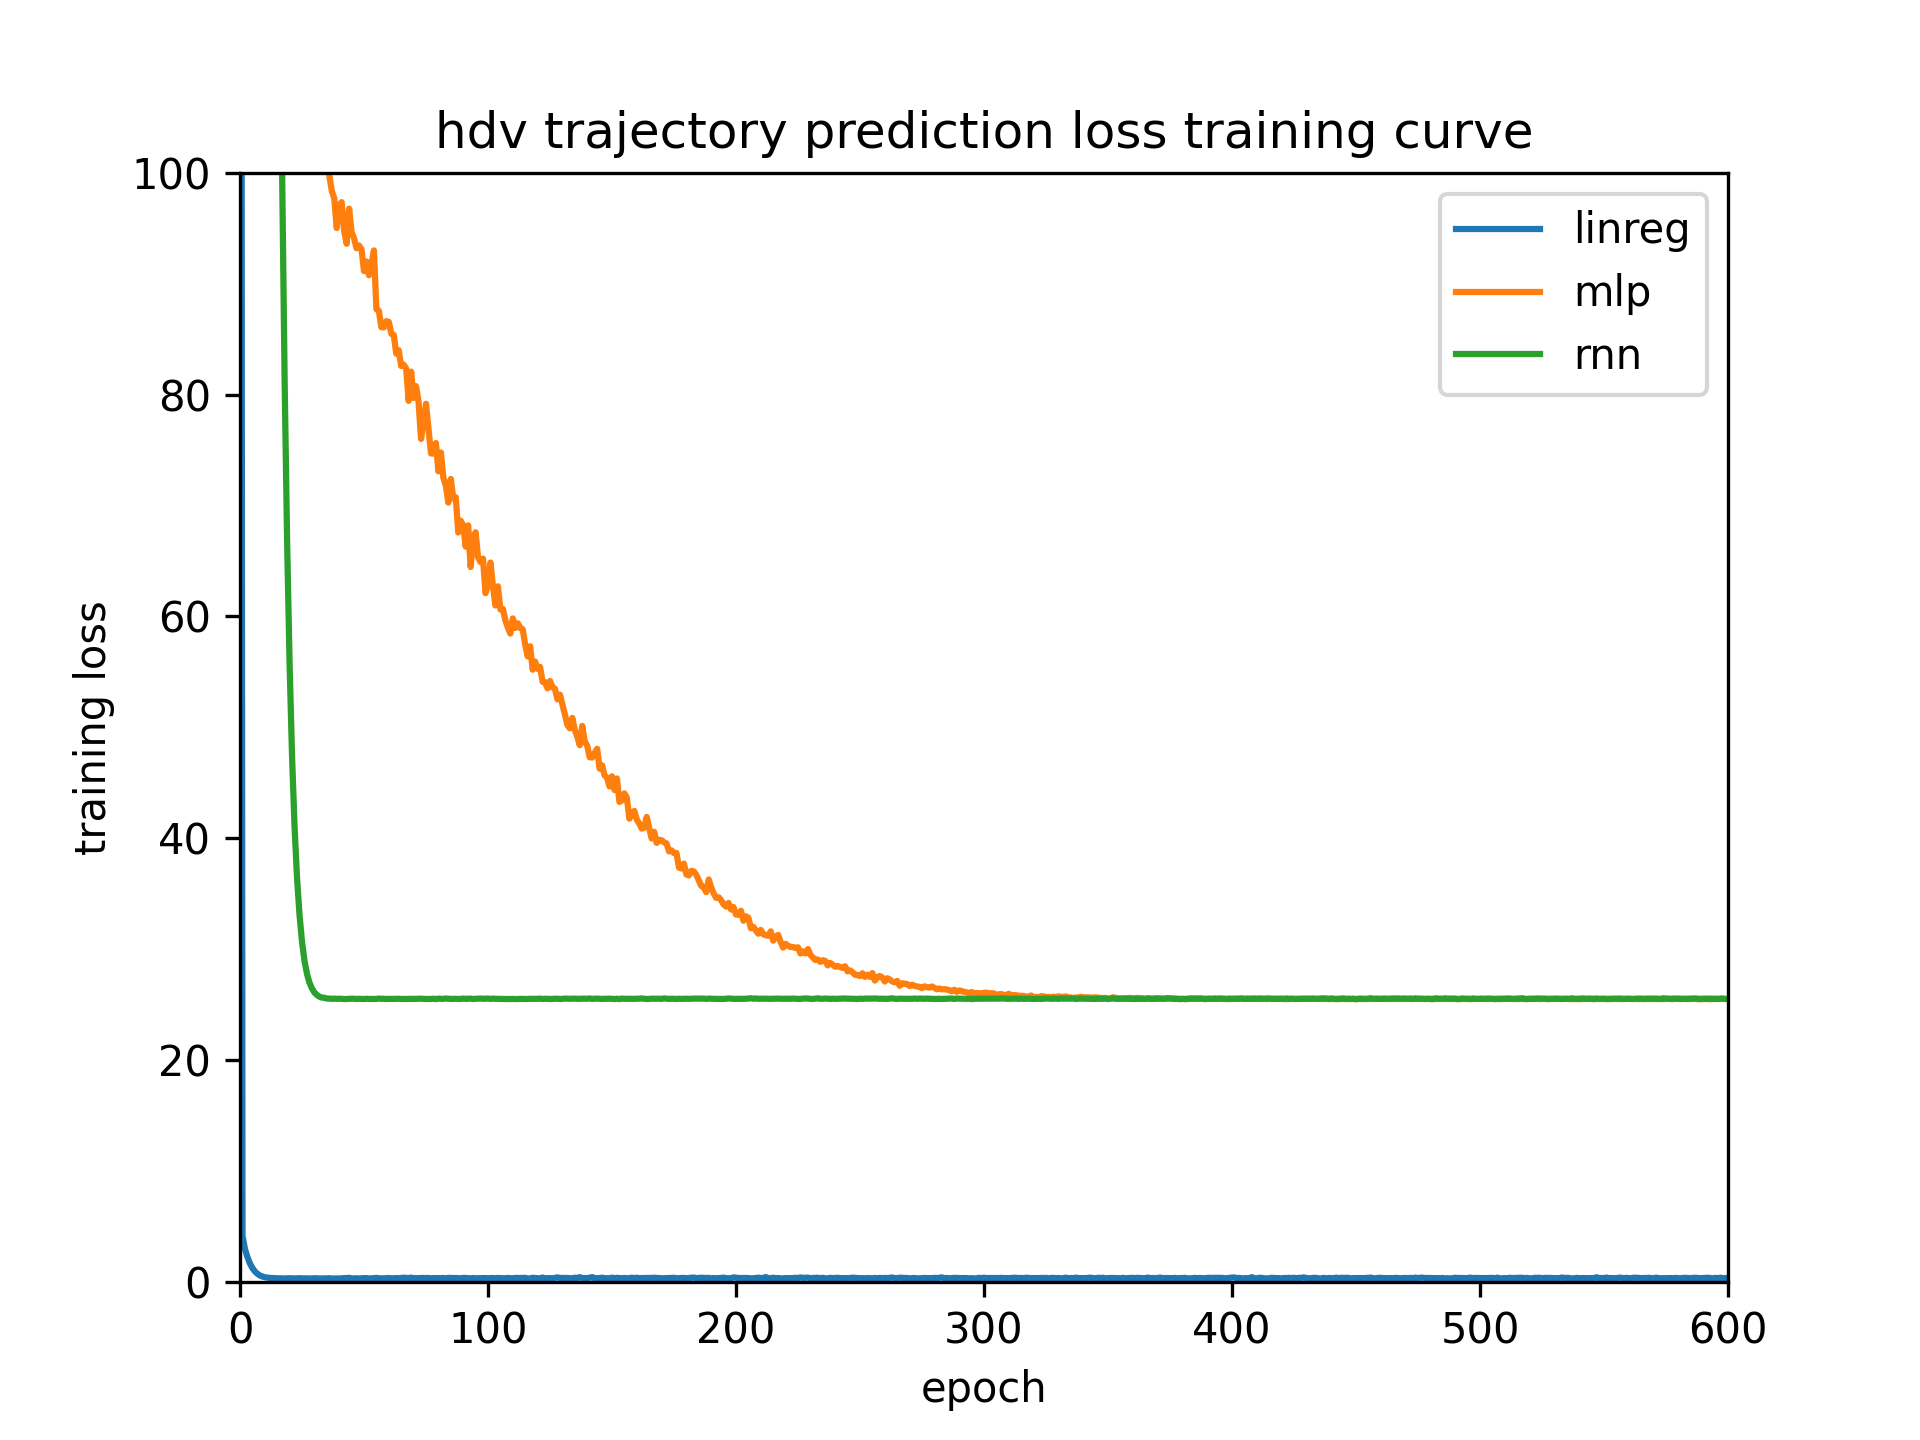 hdv trajectory prediction loss training curve
100
80
60
40
20
0
training loss
linreg
mlp
rnn
0 100 200 300 400 500 600
epoch